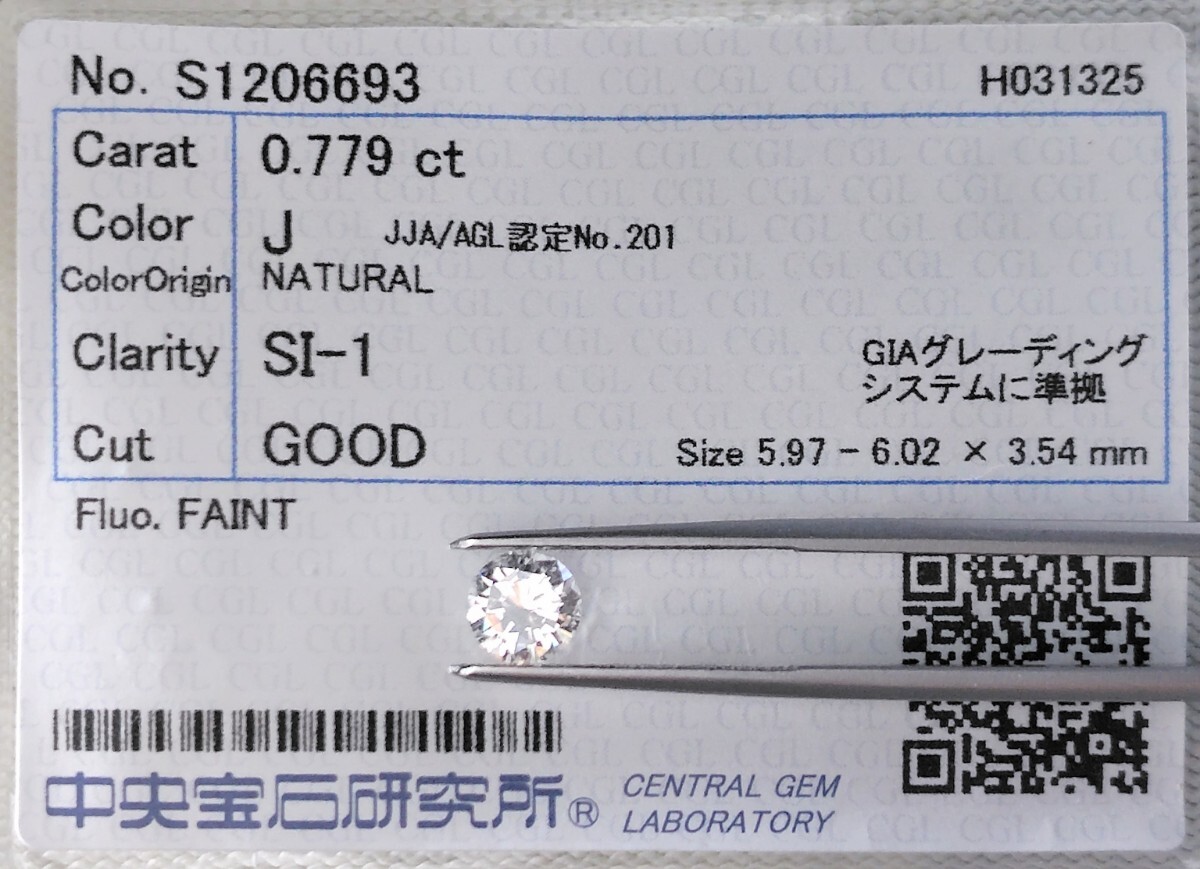 No. S1206693 H031325
Carat 0.779 ct
Color J JJA/AGL認定No.201
ColorOrigin NATURAL
Clarity SI-1 GIAグレーディング
システムに準拠
Cut GOOD Size 5.97 - 6.02 × 3.54 mm
Fluo. FAINT
中央宝石研究所® CENTRAL GEM
LABORATORY